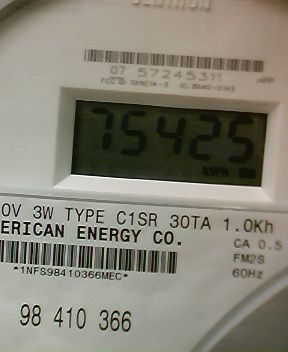 CENTRON
07 57245311
75425
kWh
0V 3W TYPE C1SR 30TA 1.0Kh
ERICAN ENERGY CO.
CA 0.5
FM2S
60Hz
*1NFS98410366MEC*
98 410 366